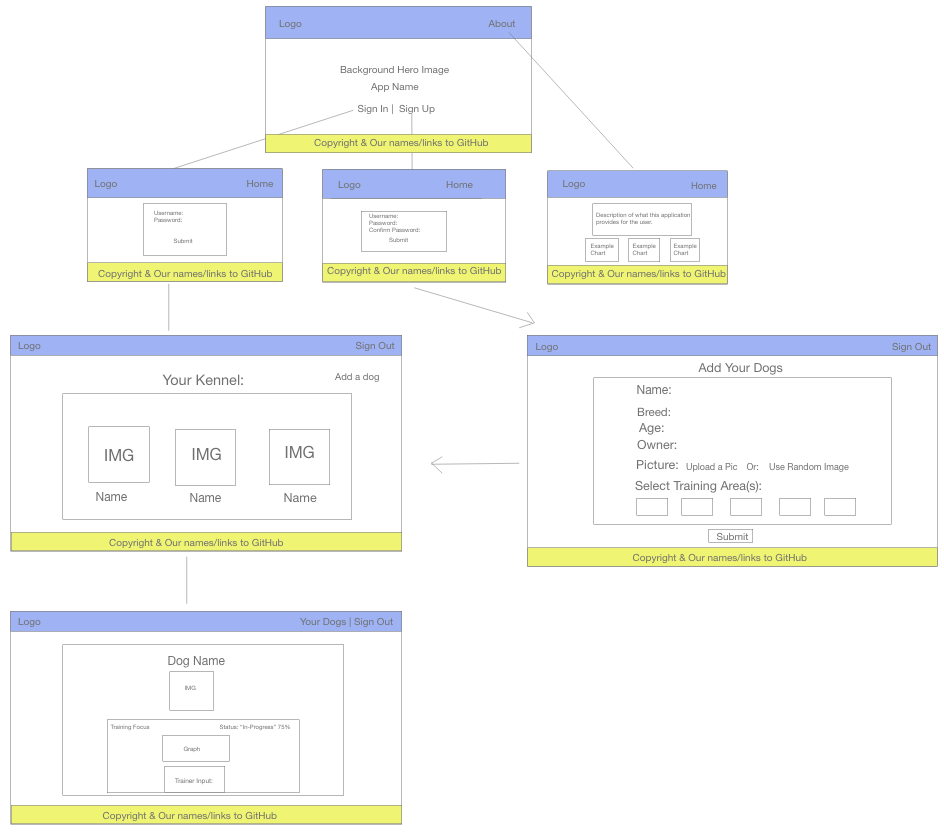 Logo About
Background Hero Image
App Name
Sign In | Sign Up
Copyright & Our names/links to GitHub
Logo Home
Username:
Password:
Submit
Copyright & Our names/links to GitHub
Logo Home
Username:
Password:
Confirm Password:
Submit
Copyright & Our names/links to GitHub
Logo Home
Description of what this application
provides for the user.
Example
Chart
Example
Chart
Example
Chart
Copyright & Our names/links to GitHub
Logo Sign Out
Your Kennel: Add a dog
IMG IMG IMG
Name Name Name
Copyright & Our names/links to GitHub
Logo Sign Out
Add Your Dogs
Name:
Breed:
Age:
Owner:
Picture: Upload a Pic Or: Use Random Image
Select Training Area(s):
Submit
Copyright & Our names/links to GitHub
Logo Your Dogs | Sign Out
Dog Name
IMG
Training Focus Status: "In-Progress" 75%
Graph
Trainer Input:
Copyright & Our names/links to GitHub